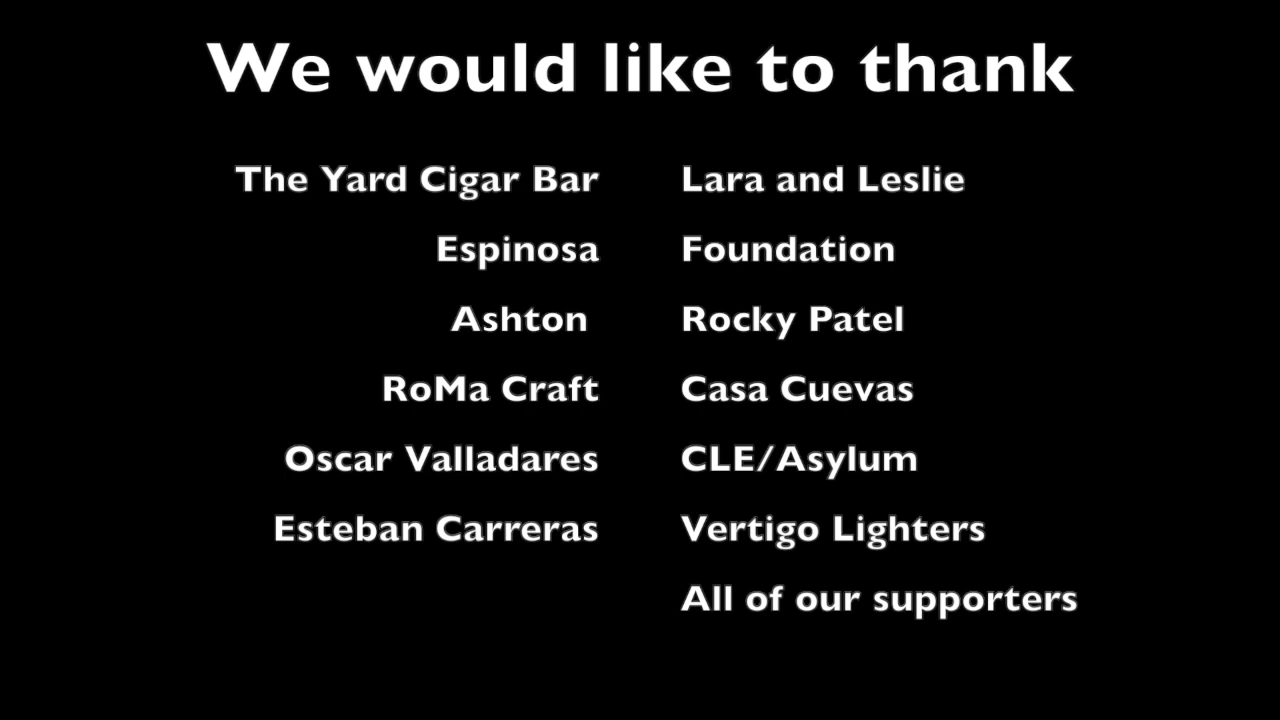 We would like to thank
The Yard Cigar Bar
Espinosa
Ashton
RoMa Craft
Oscar Valladares
Esteban Carreras
Lara and Leslie
Foundation
Rocky Patel
Casa Cuevas
CLE/Asylum
Vertigo Lighters
All of our supporters